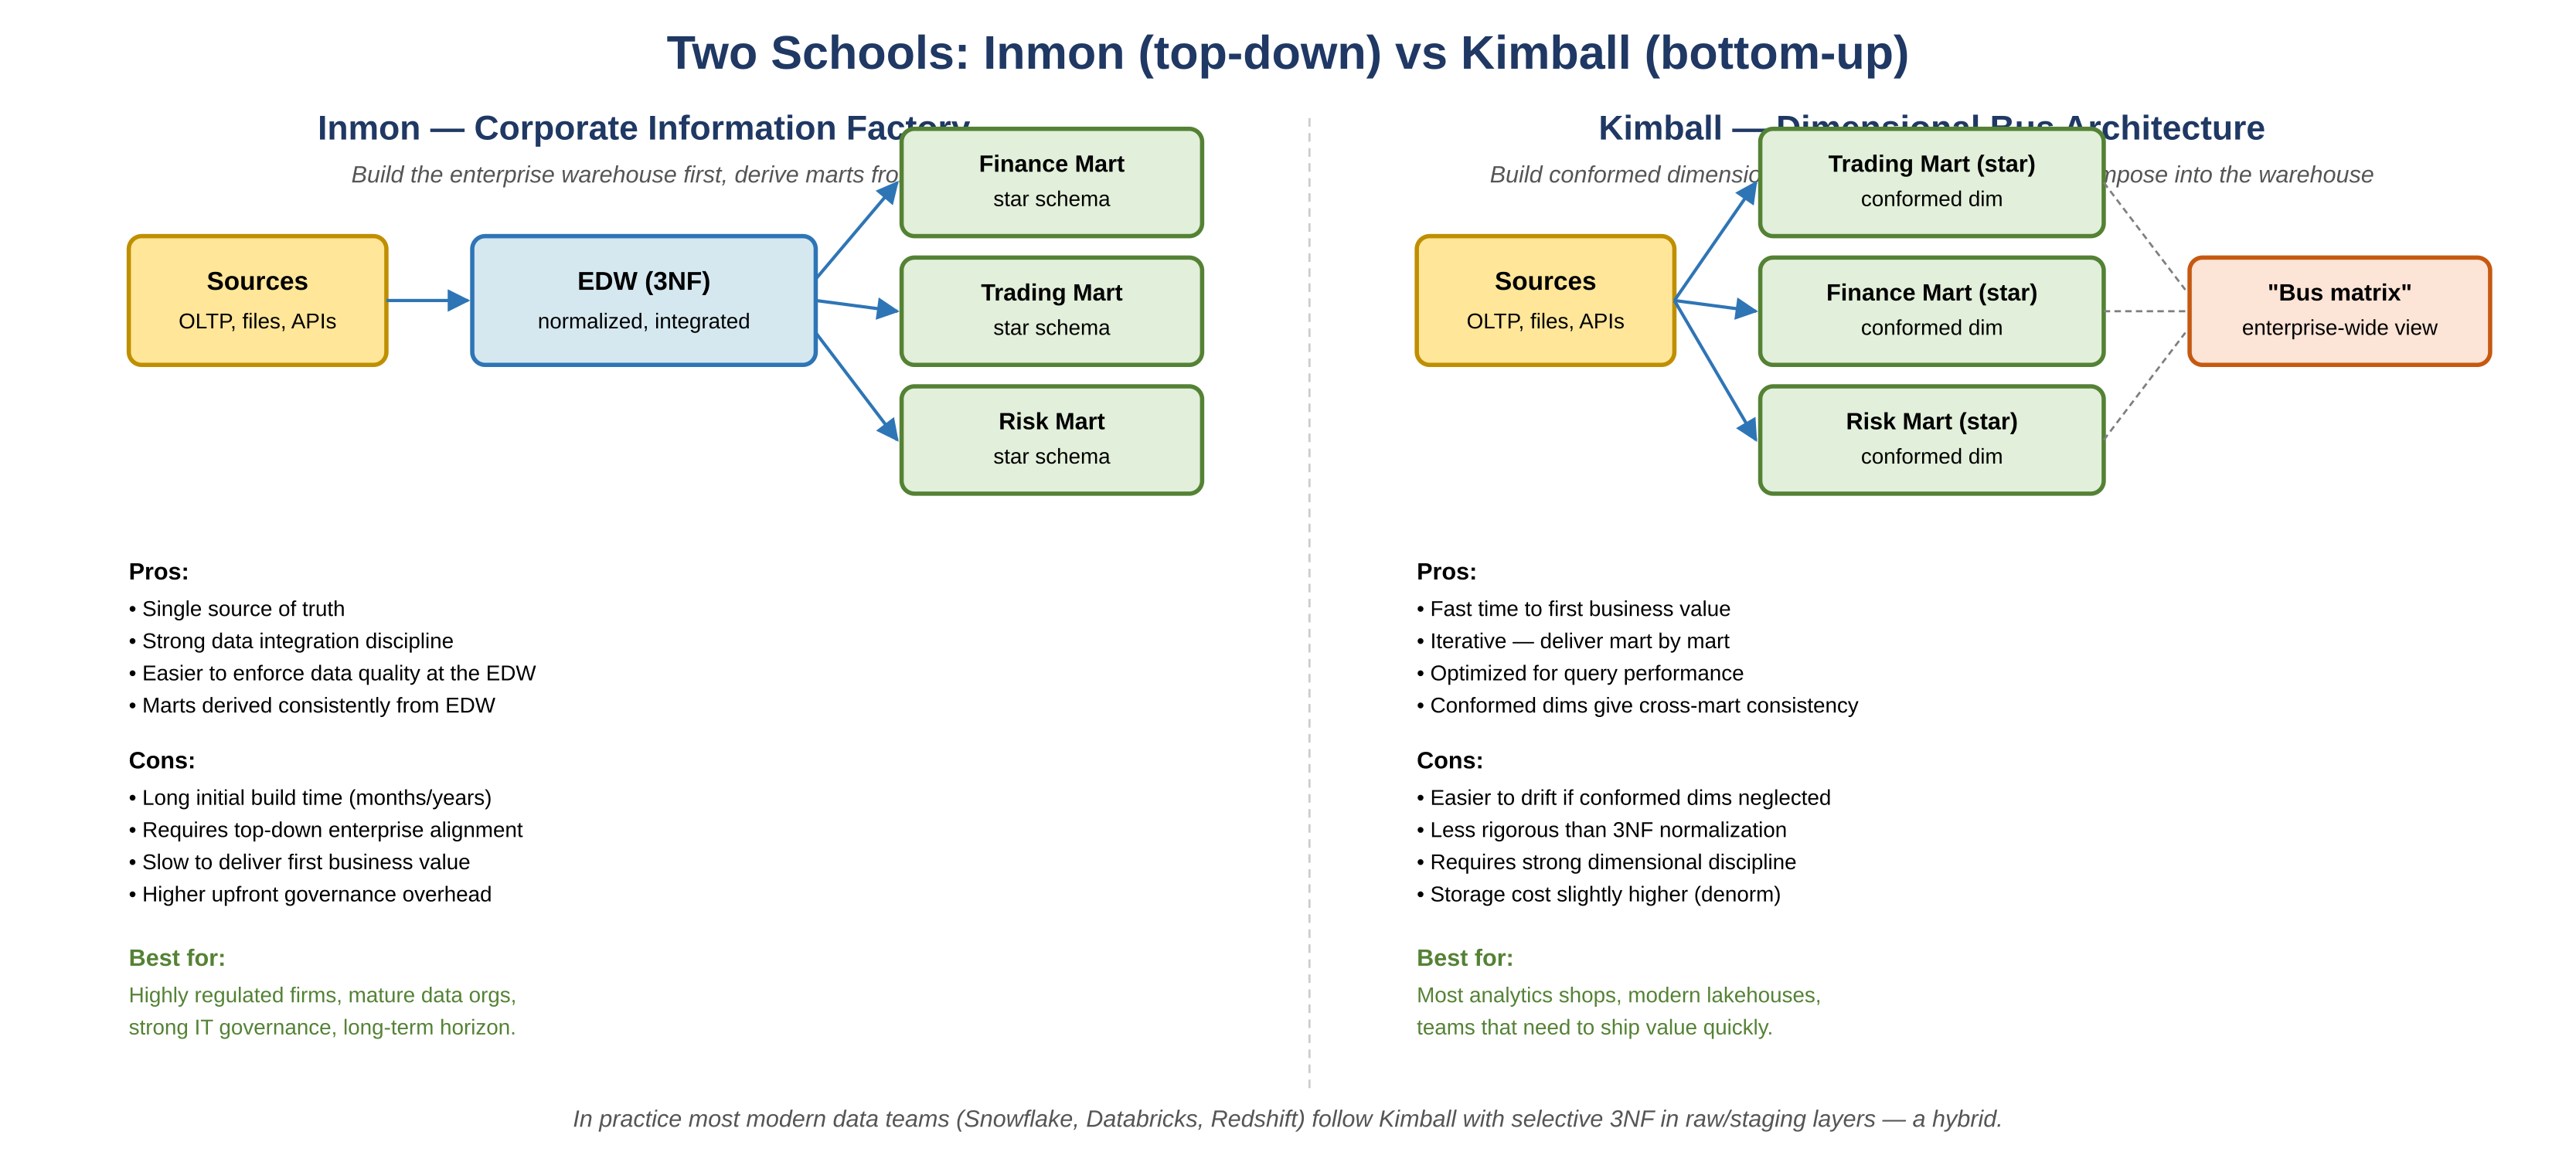 Two Schools: Inmon (top-down) vs Kimball (bottom-up)
Inmon — Corporate Information Factory
Build the enterprise warehouse first, derive marts
Sources
OLTP, files, APIs
EDW (3NF)
normalized, integrated
Finance Mart
star schema
Trading Mart
star schema
Risk Mart
star schema
Pros:
• Single source of truth
• Strong data integration discipline
• Easier to enforce data quality at the EDW
• Marts derived consistently from EDW
Cons:
• Long initial build time (months/years)
• Requires top-down enterprise alignment
• Slow to deliver first business value
• Higher upfront governance overhead
Best for:
Highly regulated firms, mature data orgs,
strong IT governance, long-term horizon.
Kimball — Dimensional Bus Architecture
Build conformed into the warehouse
Sources
OLTP, files, APIs
Trading Mart (star)
conformed dim
Finance Mart (star)
conformed dim
Risk Mart (star)
conformed dim
"Bus matrix"
enterprise-wide view
Pros:
• Fast time to first business value
• Iterative — deliver mart by mart
• Optimized for query performance
• Conformed dims give cross-mart consistency
Cons:
• Easier to drift if conformed dims neglected
• Less rigorous than 3NF normalization
• Requires strong dimensional discipline
• Storage cost slightly higher (denorm)
Best for:
Most analytics shops, modern lakehouses,
teams that need to ship value quickly.
In practice most modern data teams (Snowflake, Databricks, Redshift) follow Kimball with selective 3NF in raw/staging layers — a hybrid.